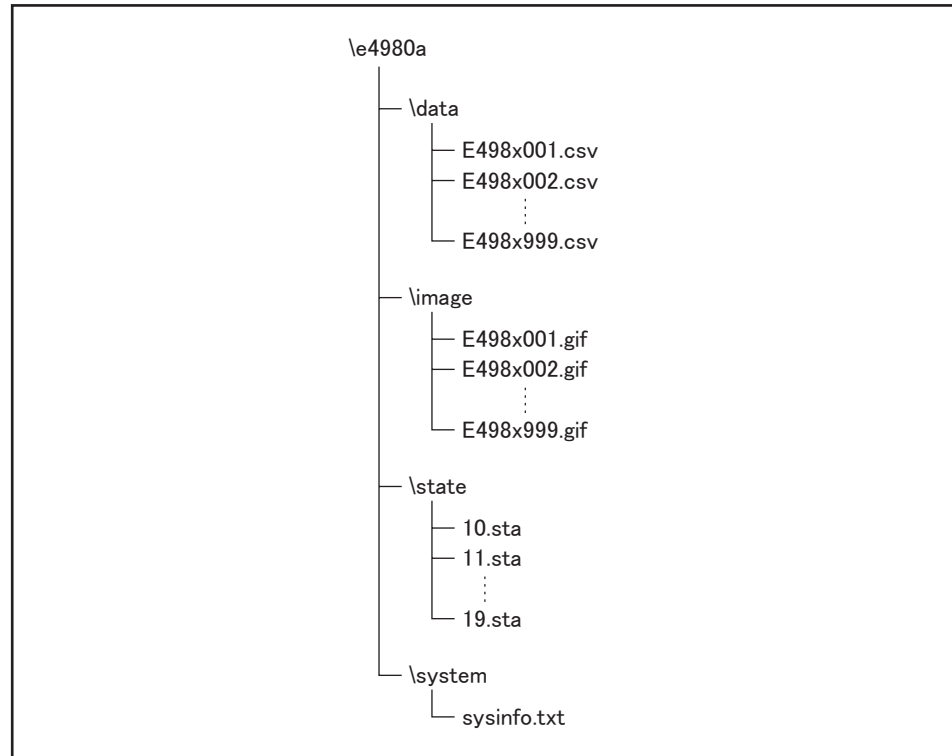 \e4980a
\data
E498x001.csv
E498x002.csv
E498x999.csv
\image
E498x001.gif
E498x002.gif
E498x999.gif
\state
10.sta
11.sta
19.sta
\system
sysinfo.txt